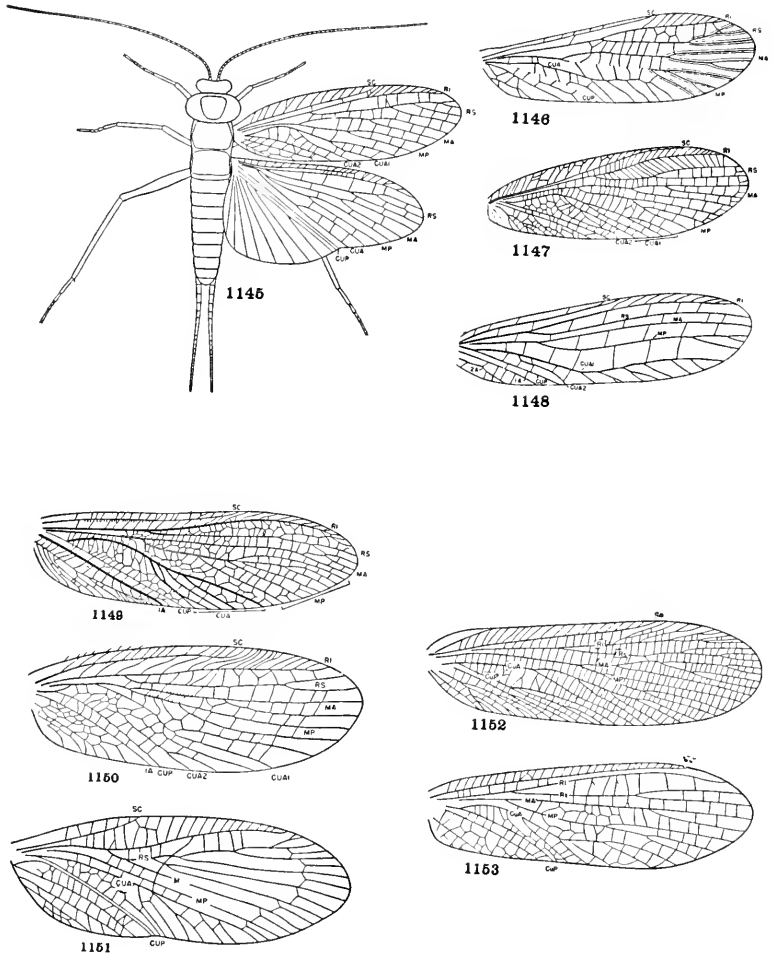 SC
R1
RS
MA
CUA2 CUA1
MP
RS
MA
MP
CUA
CUP
1145
SC
R1
RS
MA
CUA
CUP
MP
1146
SC
R1
RS
MA
MP
CUA2 CUA1
1147
SC
R1
RS
MA
MP
CUA1
2A
1A
CUP
CUA2
1148
SC
R1
RS
MA
MP
1A CUP CUA
1149
SC
R1
RS
MA
MP
1A CUP CUA2
CUA1
1150
SC
RS
M
CUA
MP
CUP
1151
MA
CUA
CUP
MP
1152
R1
MA
CUA
MP
CUP
1153